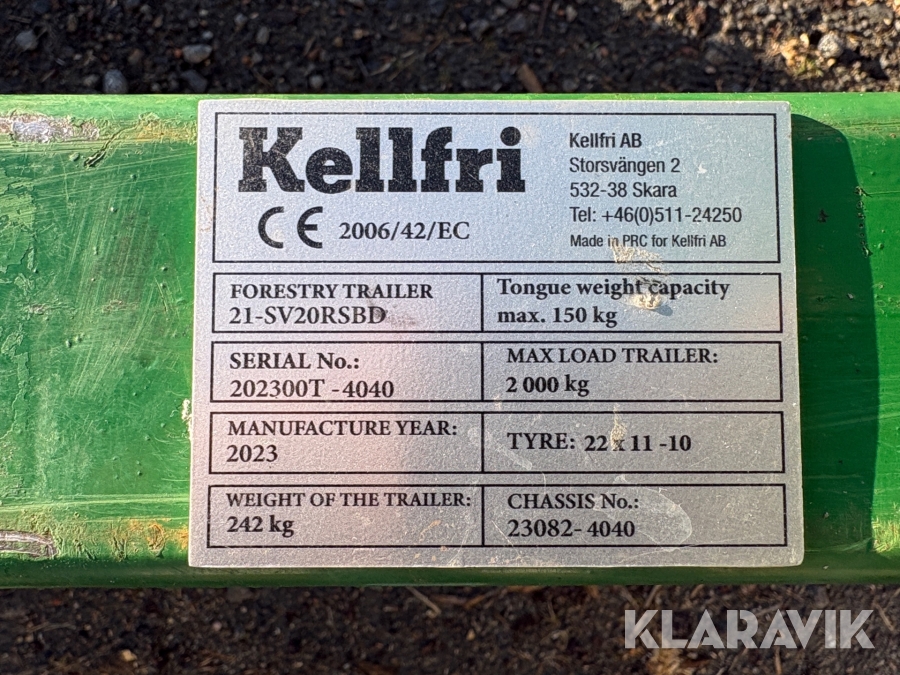 Kellfri
CE 2006/42/EC
Kellfri AB
Storsvängen 2
532-38 Skara
Tel: +46(0)511-24250
Made in PRC for Kellfri AB
FORESTRY TRAILER
21-SV20RSBD
Tongue weight capacity
max. 150 kg
SERIAL No.:
202300T -4040
MAX LOAD TRAILER:
2 000 kg
MANUFACTURE YEAR:
2023
TYRE: 22 x 11 -10
WEIGHT OF THE TRAILER:
242 kg
CHASSIS No.:
23082- 4040
KLARAVIK